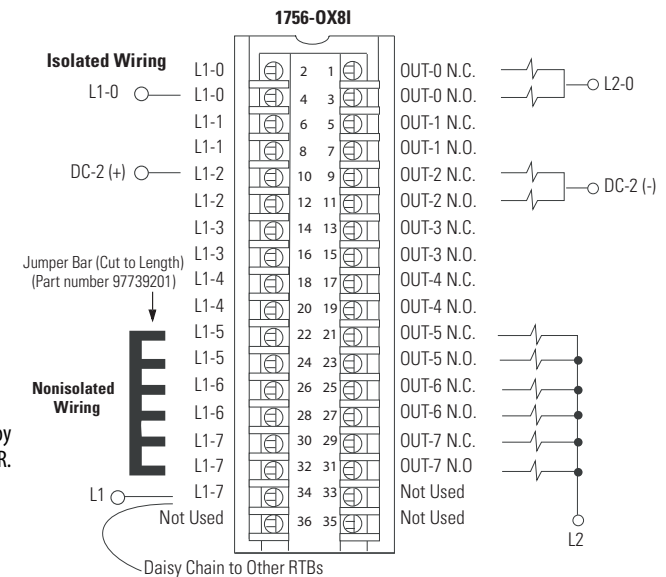 1756-OX8I
Isolated Wiring
L1-0 2 1 OUT-0 N.C.
L1-0 L1-0 4 3 OUT-0 N.O. L2-0
L1-1 6 5 OUT-1 N.C.
L1-1 8 7 OUT-1 N.O.
DC-2 (+) L1-2 10 9 OUT-2 N.C. DC-2 (-)
L1-2 12 11 OUT-2 N.O.
L1-3 14 13 OUT-3 N.C.
L1-3 16 15 OUT-3 N.O.
Jumper Bar (Cut to Length)
(Part number 97739201)
L1-4 18 17 OUT-4 N.C.
L1-4 20 19 OUT-4 N.O.
L1-5 22 21 OUT-5 N.C.
L1-5 24 23 OUT-5 N.O.
Nonisolated
Wiring
L1-6 26 25 OUT-6 N.C.
L1-6 28 27 OUT-6 N.O.
by
R.
L1-7 30 29 OUT-7 N.C.
L1-7 32 31 OUT-7 N.O
L1 L1-7 34 33 Not Used
Not Used 36 35 Not Used
L2
Daisy Chain to Other RTBs